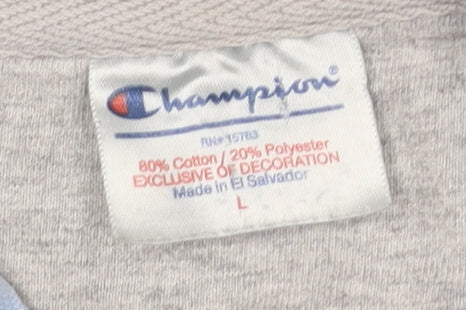 Champion
RN# 15763
80% Cotton / 20% Polyester
EXCLUSIVE OF DECORATION
Made in El Salvador
L